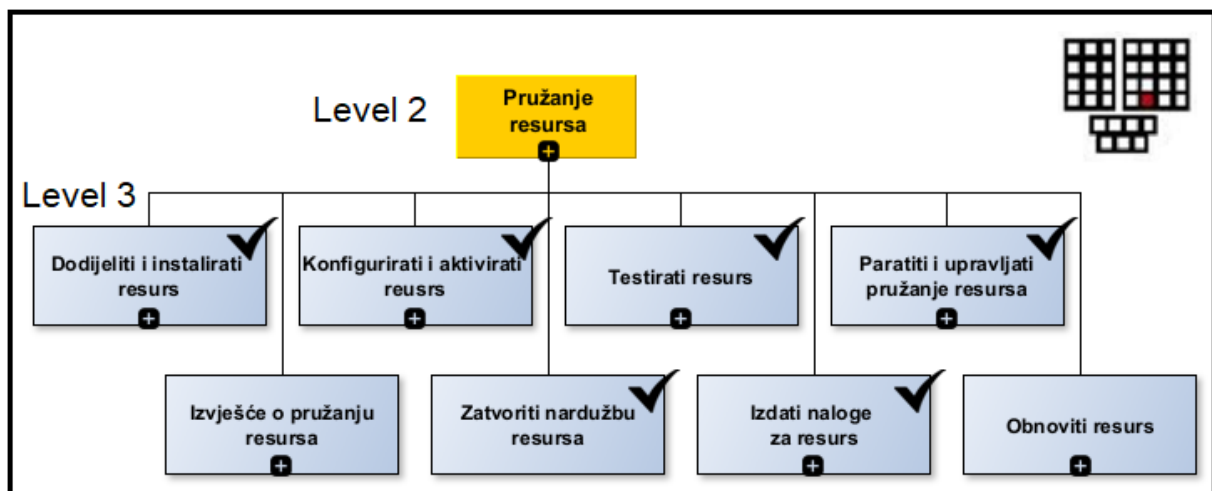 Level 2
Pružanje
resursa
Level 3
Dodijeliti i instalirati
resurs
Konfigurirati i aktivirati
reusrs
Testirati resurs
Paratiti i upravljati
pružanje resursa
Izvješće o pružanju
resursa
Zatvoriti nardužbu
resursa
Izdati naloge
za resurs
Obnoviti resurs